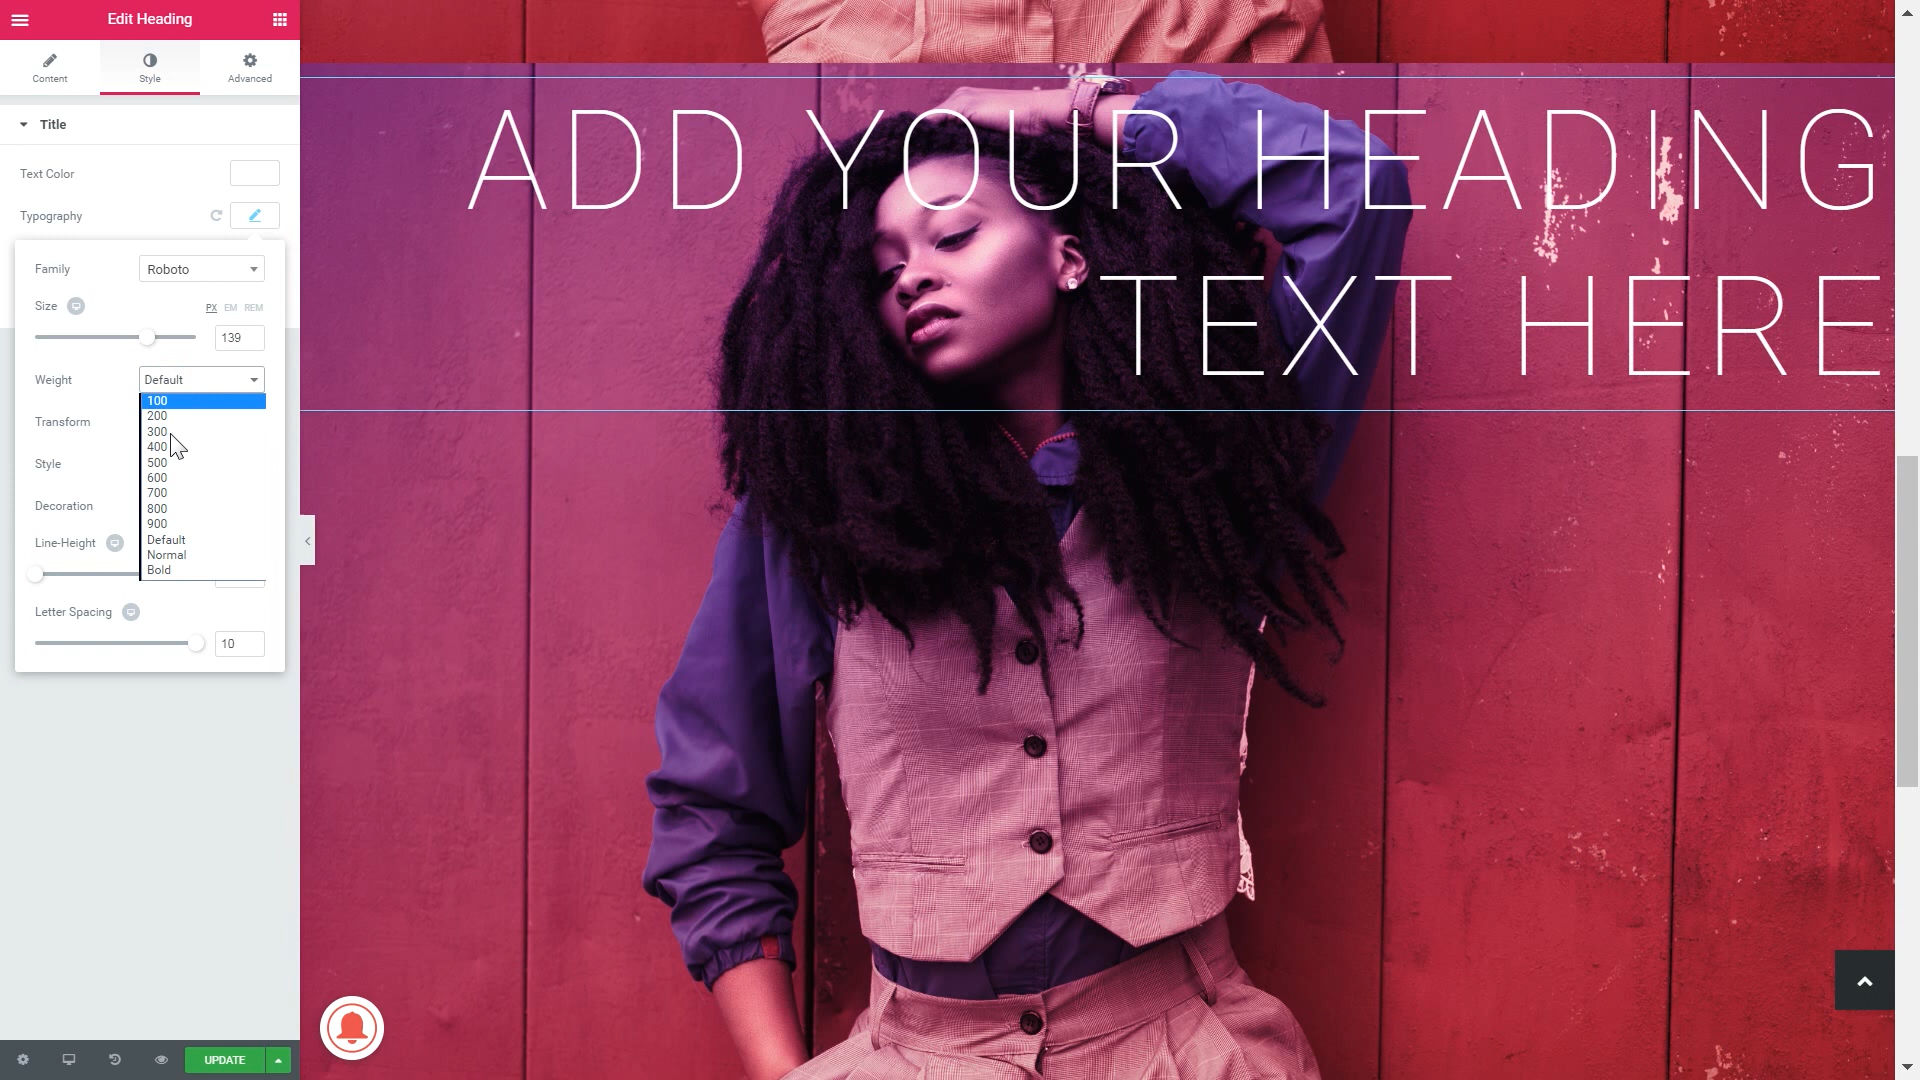 Edit Heading
Content
Style
Advanced
Title
Text Color
Typography
Family
Roboto
Size
PX EM REM
139
Weight
Default
100
200
300
400
500
600
700
800
900
Default
Normal
Bold
Transform
Style
Decoration
Line-Height
Letter Spacing
10
UPDATE
ADD YOUR HEADING
TEXT HERE